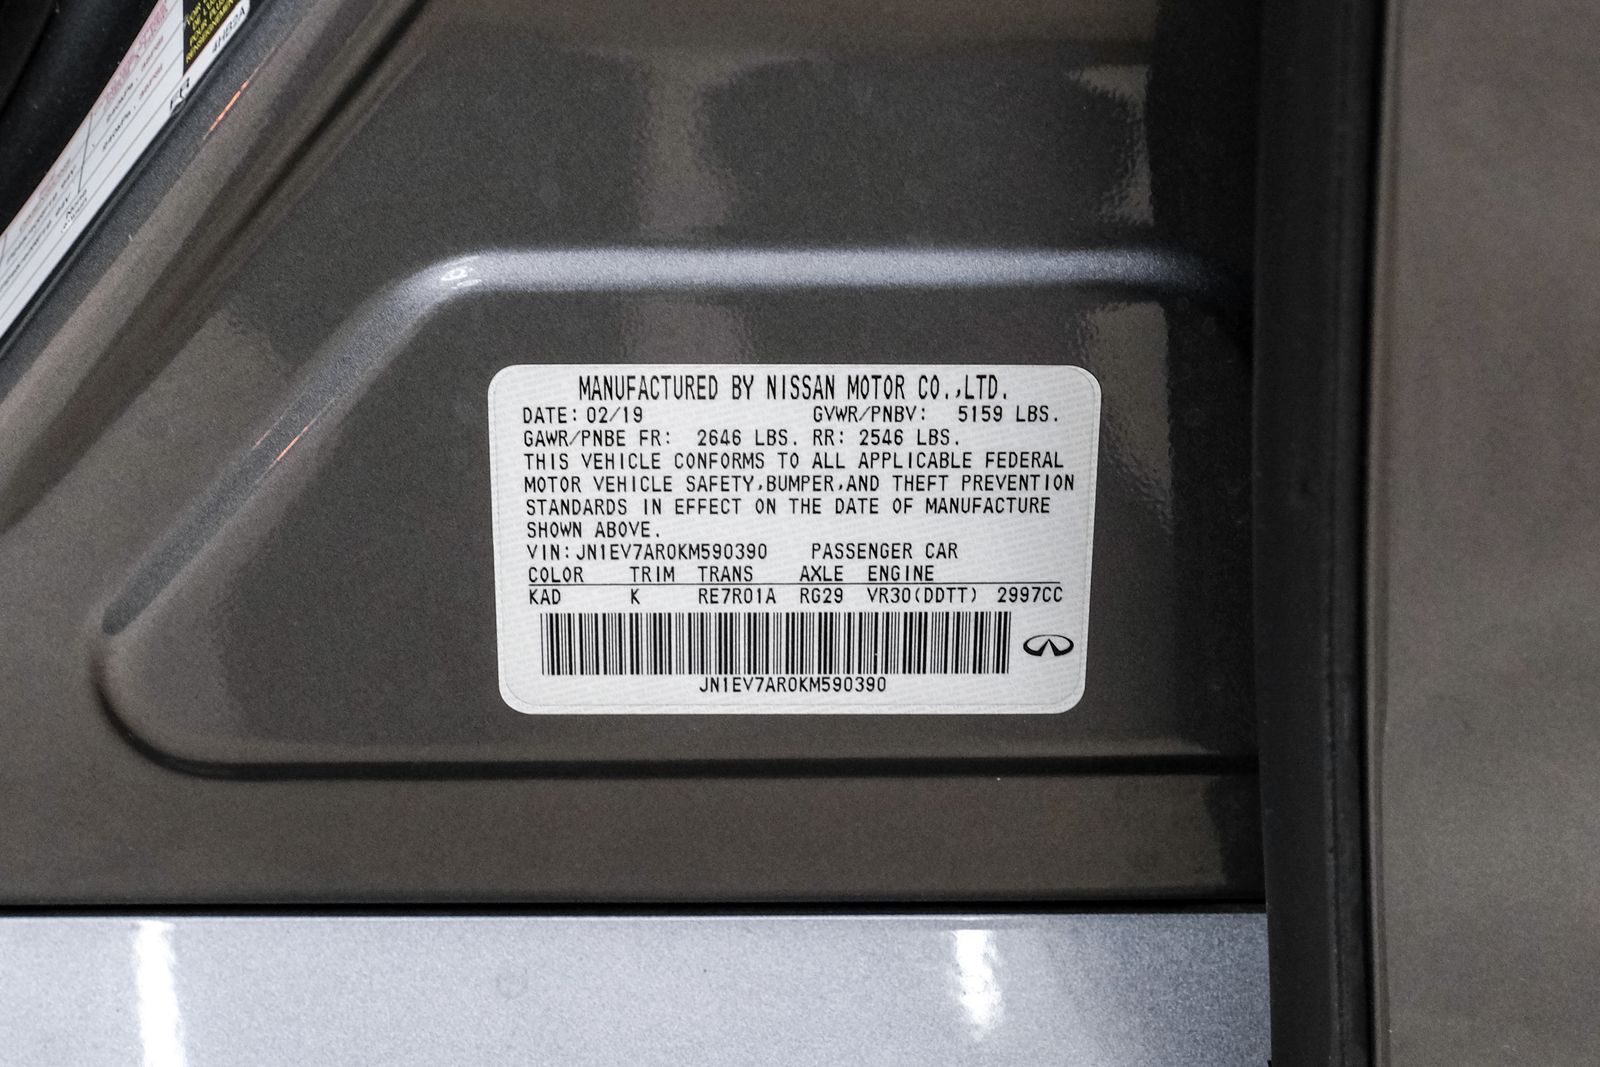 4HB2A
MANUFACTURED BY NISSAN MOTOR CO.,LTD.
DATE: 02/19 GVWR/PNBV: 5159 LBS.
GAWR/PNBE FR: 2646 LBS. RR: 2546 LBS.
THIS VEHICLE CONFORMS TO ALL APPLICABLE FEDERAL
MOTOR VEHICLE SAFETY,BUMPER,AND THEFT PREVENTION
STANDARDS IN EFFECT ON THE DATE OF MANUFACTURE
SHOWN ABOVE.
VIN:JN1EV7AR0KM590390 PASSENGER CAR
COLOR TRIM TRANS AXLE ENGINE
KAD K RE7R01A RG29 VR30(DDTT) 2997CC
JN1EV7AR0KM590390